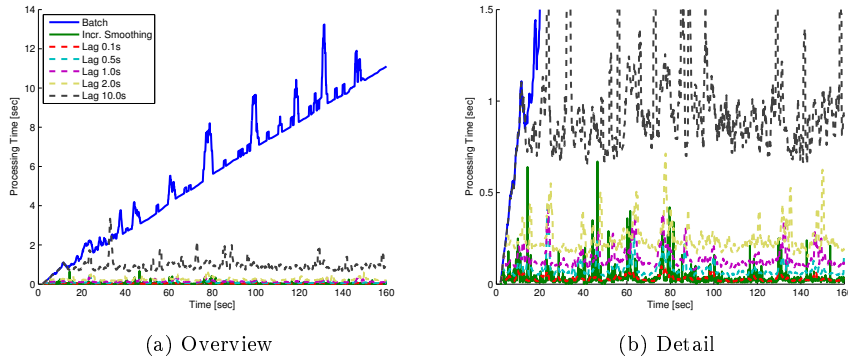 14
12
10
8
6
4
2
0
Processing Time [sec]
Batch
Incr. Smoothing
Lag 0.1s
Lag 0.5s
Lag 1.0s
Lag 2.0s
Lag 10.0s
0 20 40 60 80 100 120 140 160
Time [sec]
(a) Overview
1.5
1
0.5
0
Processing Time [sec]
0 20 40 60 80 100 120 140 160
Time [sec]
(b) Detail